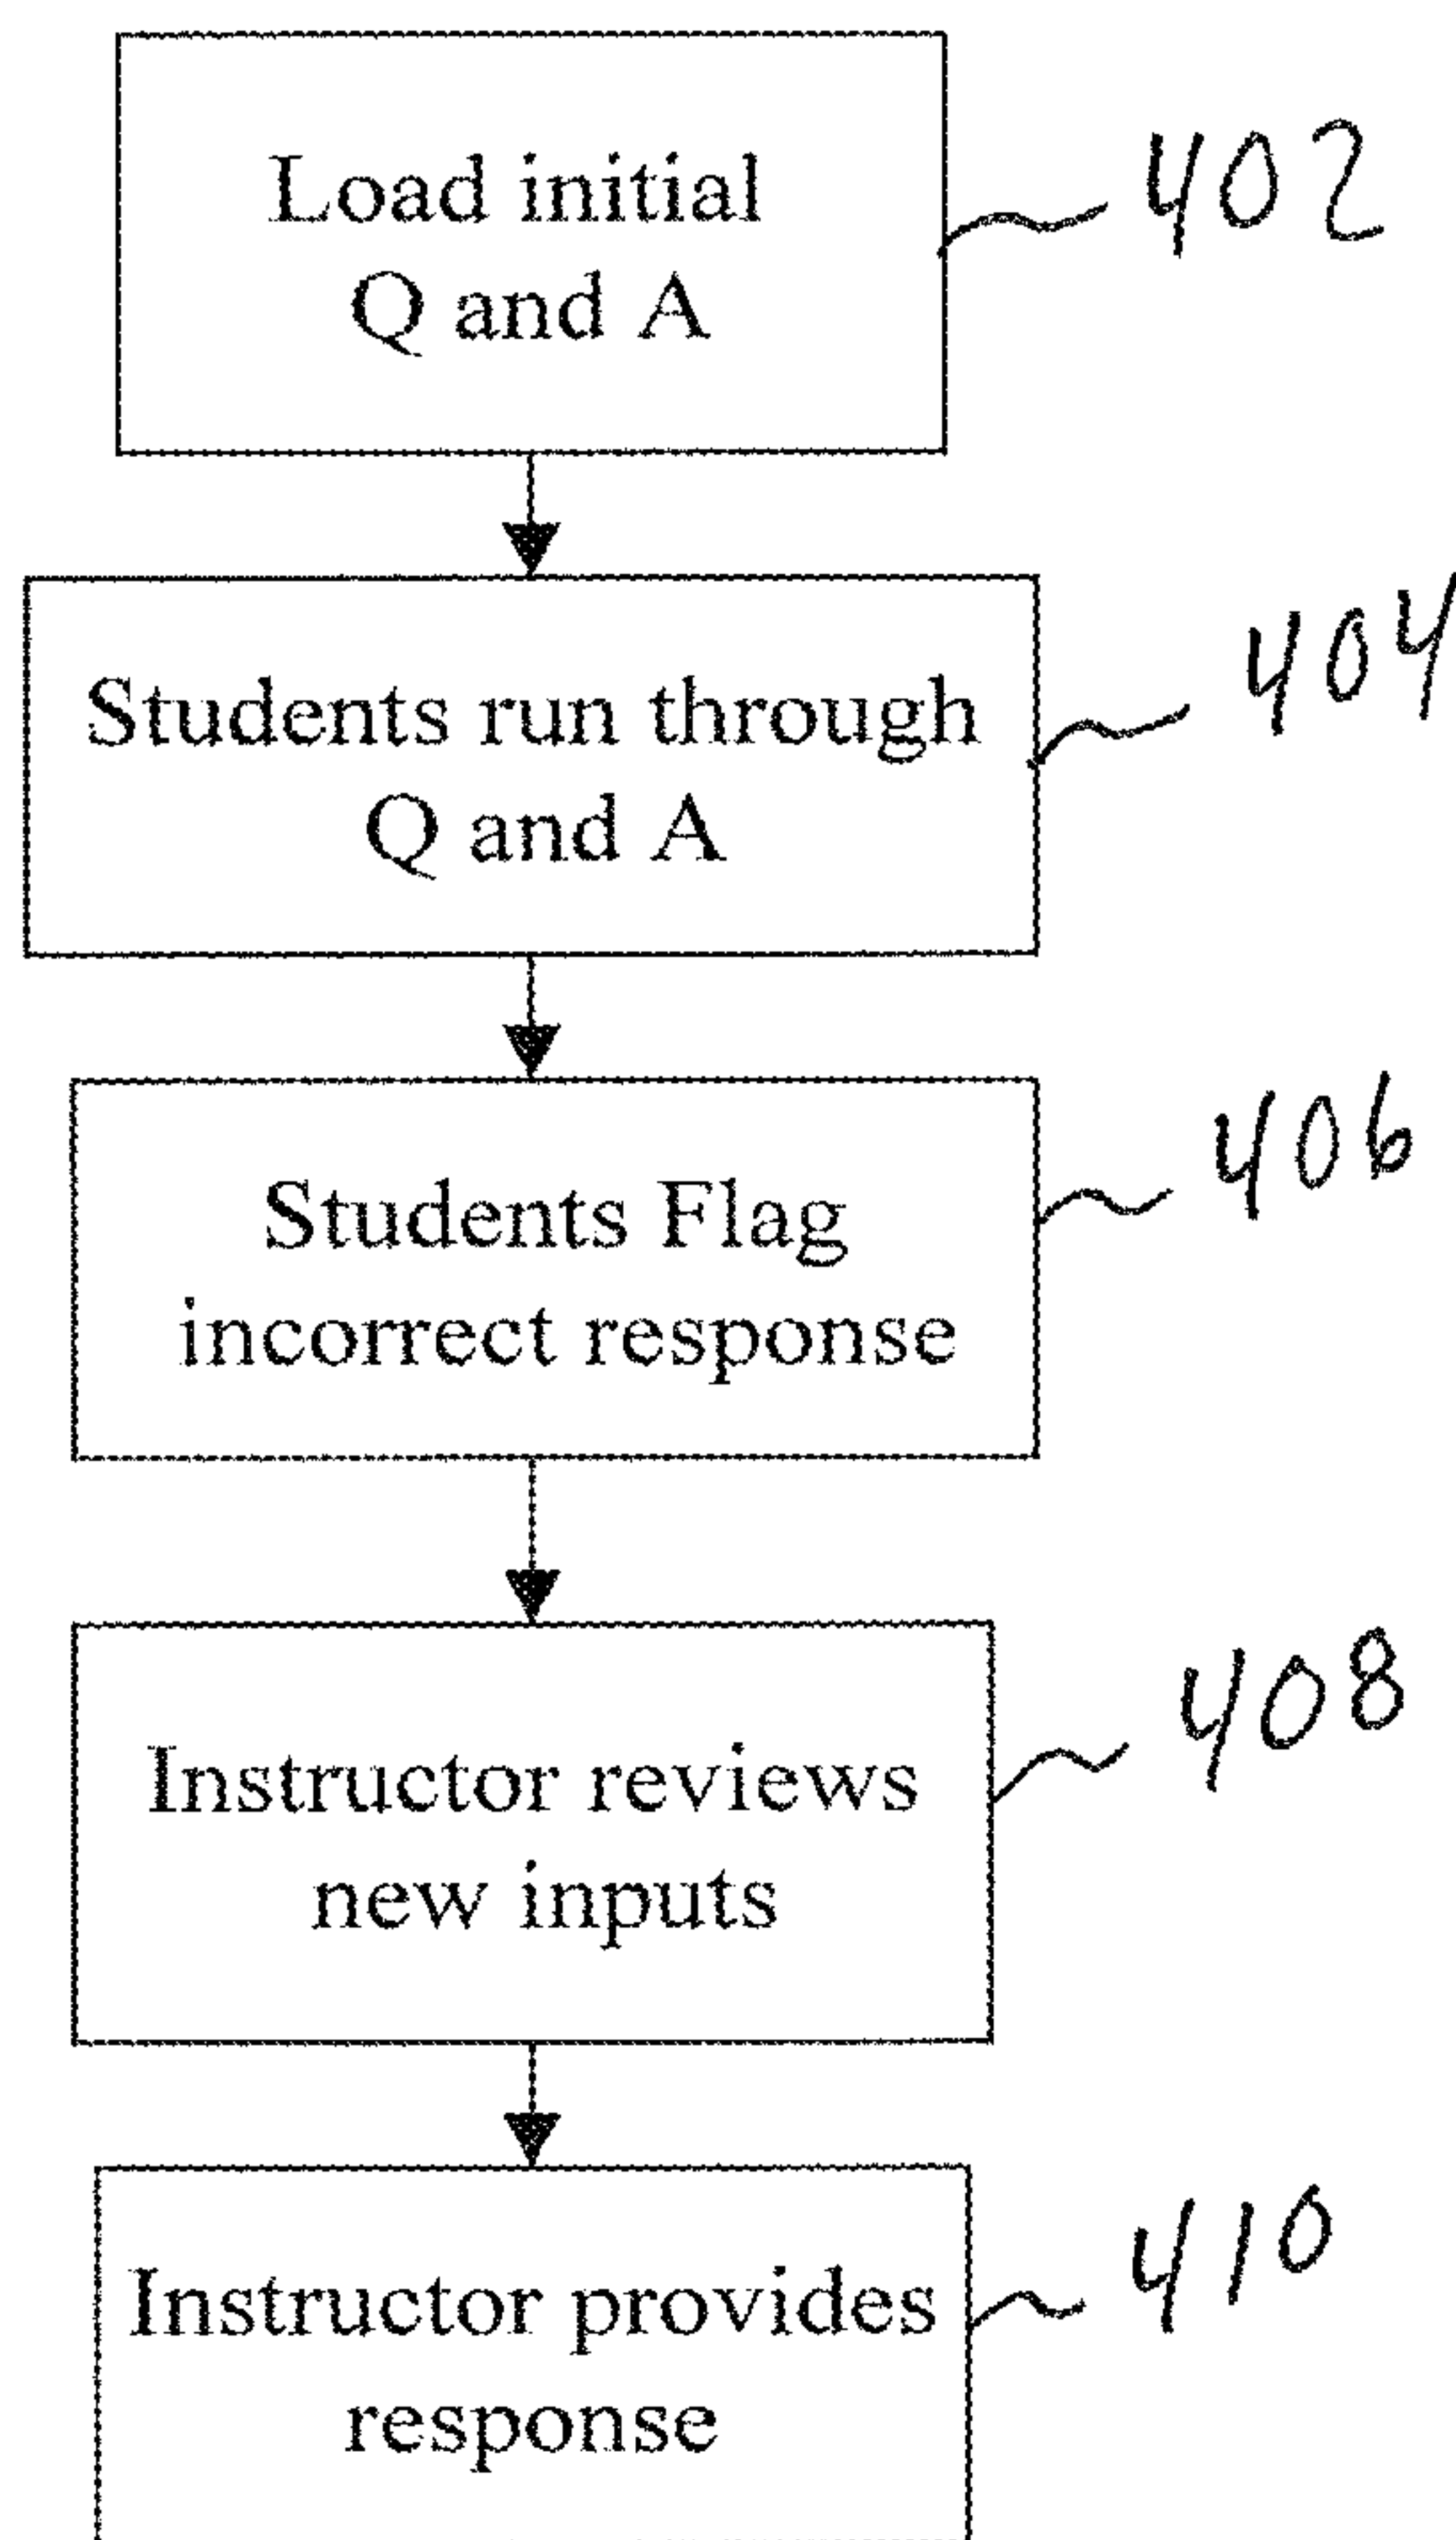 Load initial
Q and A
402
Students run through
Q and A
404
Students Flag
incorrect response
406
Instructor reviews
new inputs
408
Instructor provides
response
410